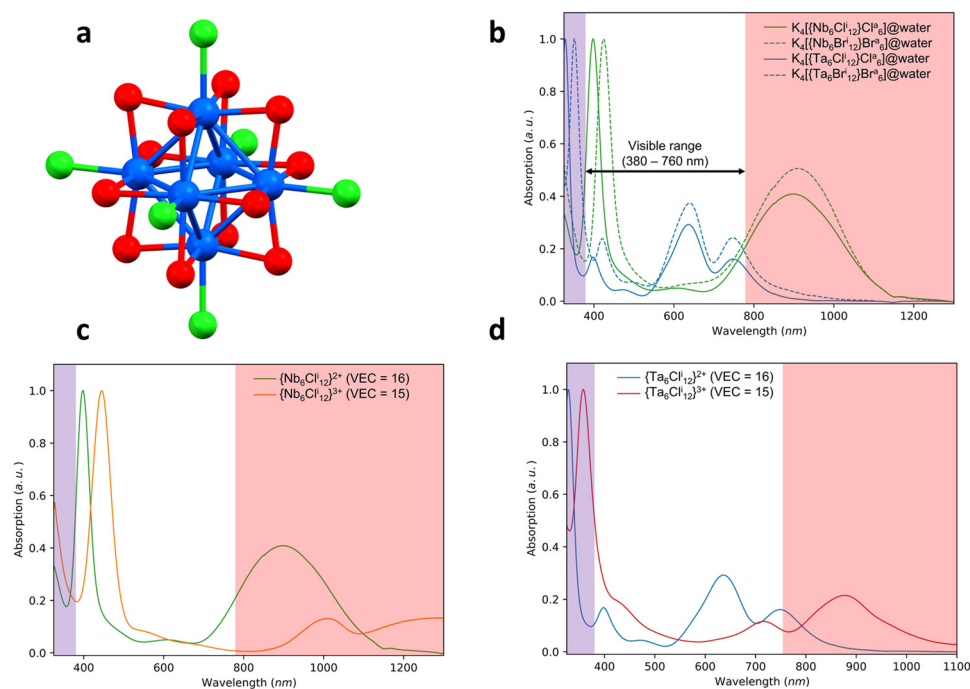 a
b
K₄[{Nb₆Clⁱ₁₂}Clᵃ₆]@water
K₄[{Nb₆Brⁱ₁₂}Brᵃ₆]@water
K₄[{Ta₆Clⁱ₁₂}Clᵃ₆]@water
K₄[{Ta₆Brⁱ₁₂}Brᵃ₆]@water
Visible range
(380 – 760 nm)
Absorption (a. u.)
1.0
0.8
0.6
0.4
0.2
0.0
400 600 800 1000 1200
Wavelength (nm)
c
{Nb₆Clⁱ₁₂}²⁺ (VEC = 16)
{Nb₆Clⁱ₁₂}³⁺ (VEC = 15)
Absorption (a. u.)
1.0
0.8
0.6
0.4
0.2
0.0
400 600 800 1000 1200
Wavelength (nm)
d
{Ta₆Clⁱ₁₂}²⁺ (VEC = 16)
{Ta₆Clⁱ₁₂}³⁺ (VEC = 15)
Absorption (a. u.)
1.0
0.8
0.6
0.4
0.2
0.0
400 500 600 700 800 900 1000 1100
Wavelength (nm)